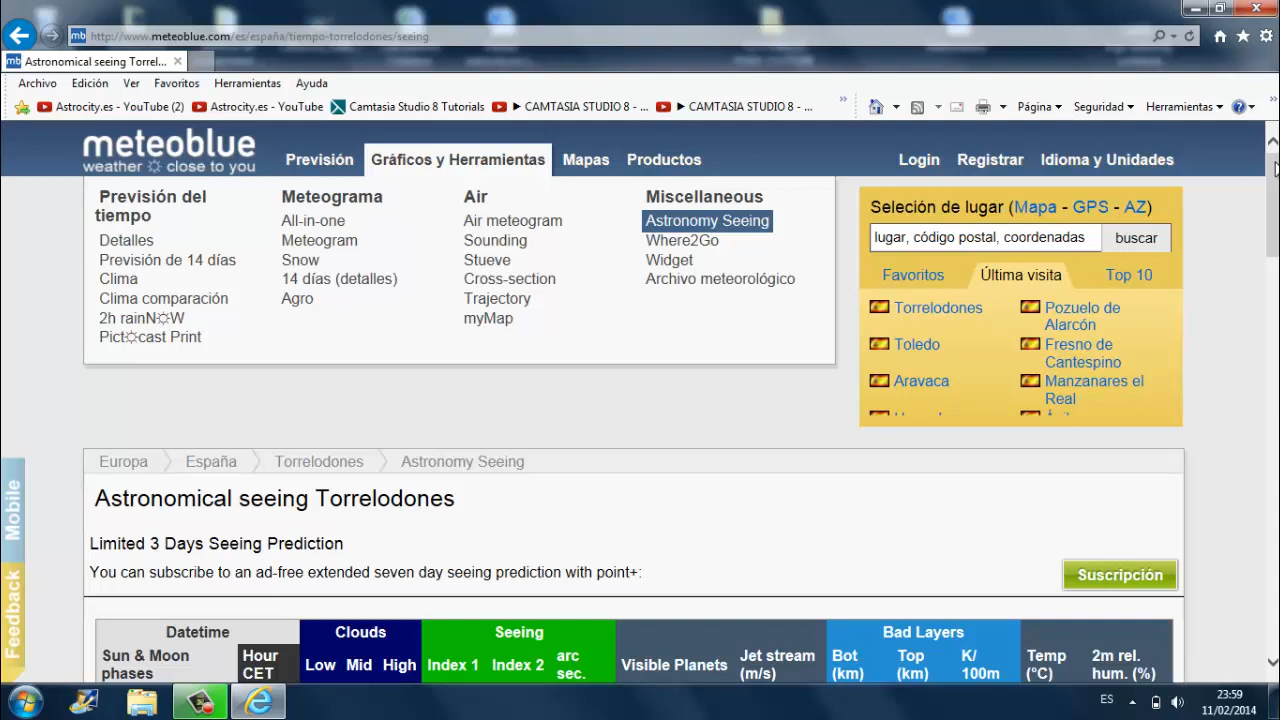 http://www.meteoblue.com/es/españa/tiempo-torrelodones/seeing
mb Astronomical seeing Torrel...
Archivo Edición Ver Favoritos Herramientas Ayuda
Astrocity.es - YouTube (2) Astrocity.es - YouTube Camtasia Studio 8 Tutorials ► CAMTASIA STUDIO 8 - ... ► CAMTASIA STUDIO 8 - ... » Página Seguridad Herramientas »
meteoblue
weather close to you
Previsión Gráficos y Herramientas Mapas Productos Login Registrar Idioma y Unidades
Previsión del tiempo
Detalles
Previsión de 14 días
Clima
Clima comparación
2h rainN☼W
Pict☼cast Print
Meteograma
All-in-one
Meteogram
Snow
14 días (detalles)
Agro
Air
Air meteogram
Sounding
Stueve
Cross-section
Trajectory
myMap
Miscellaneous
Astronomy Seeing
Where2Go
Widget
Archivo meteorológico
Seleción de lugar (Mapa - GPS - AZ)
lugar, código postal, coordenadas buscar
Favoritos Última visita Top 10
Torrelodones
Toledo
Aravaca
Pozuelo de Alarcón
Fresno de Cantespino
Manzanares el Real
Mobile
Feedback
Europa España Torrelodones Astronomy Seeing
Astronomical seeing Torrelodones
Limited 3 Days Seeing Prediction
You can subscribe to an ad-free extended seven day seeing prediction with point+:
Suscripción
Datetime Clouds Seeing Bad Layers
Sun & Moon phases Hour CET Low Mid High Index 1 Index 2 arc sec. Visible Planets Jet stream (m/s) Bot (km) Top (km) K/ 100m Temp (°C) 2m rel. hum. (%)
ES 23:59
11/02/2014